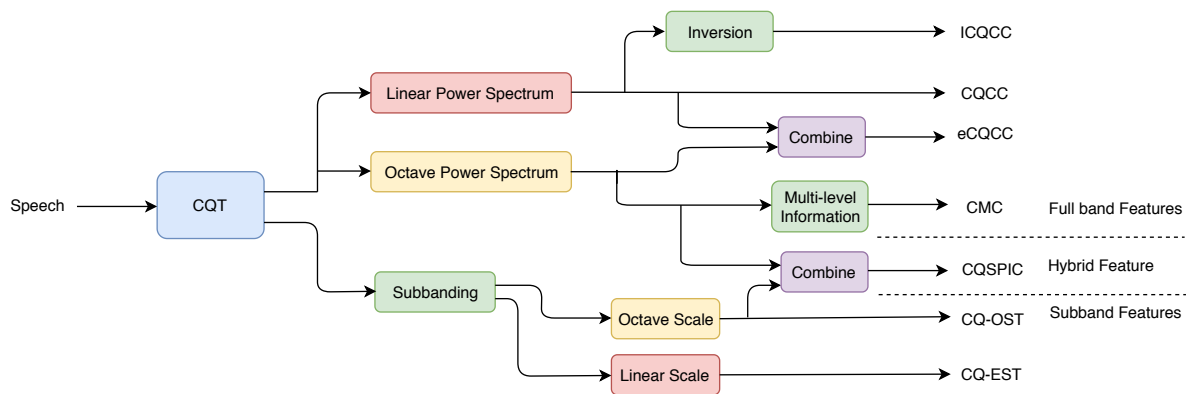 Inversion
ICQCC
Linear Power Spectrum
CQCC
Combine
eCQCC
Octave Power Spectrum
Speech
CQT
Multi-level
Information
CMC
Full band Features
Combine
CQSPIC
Hybrid Feature
Subbanding
Octave Scale
CQ-OST
Subband Features
Linear Scale
CQ-EST